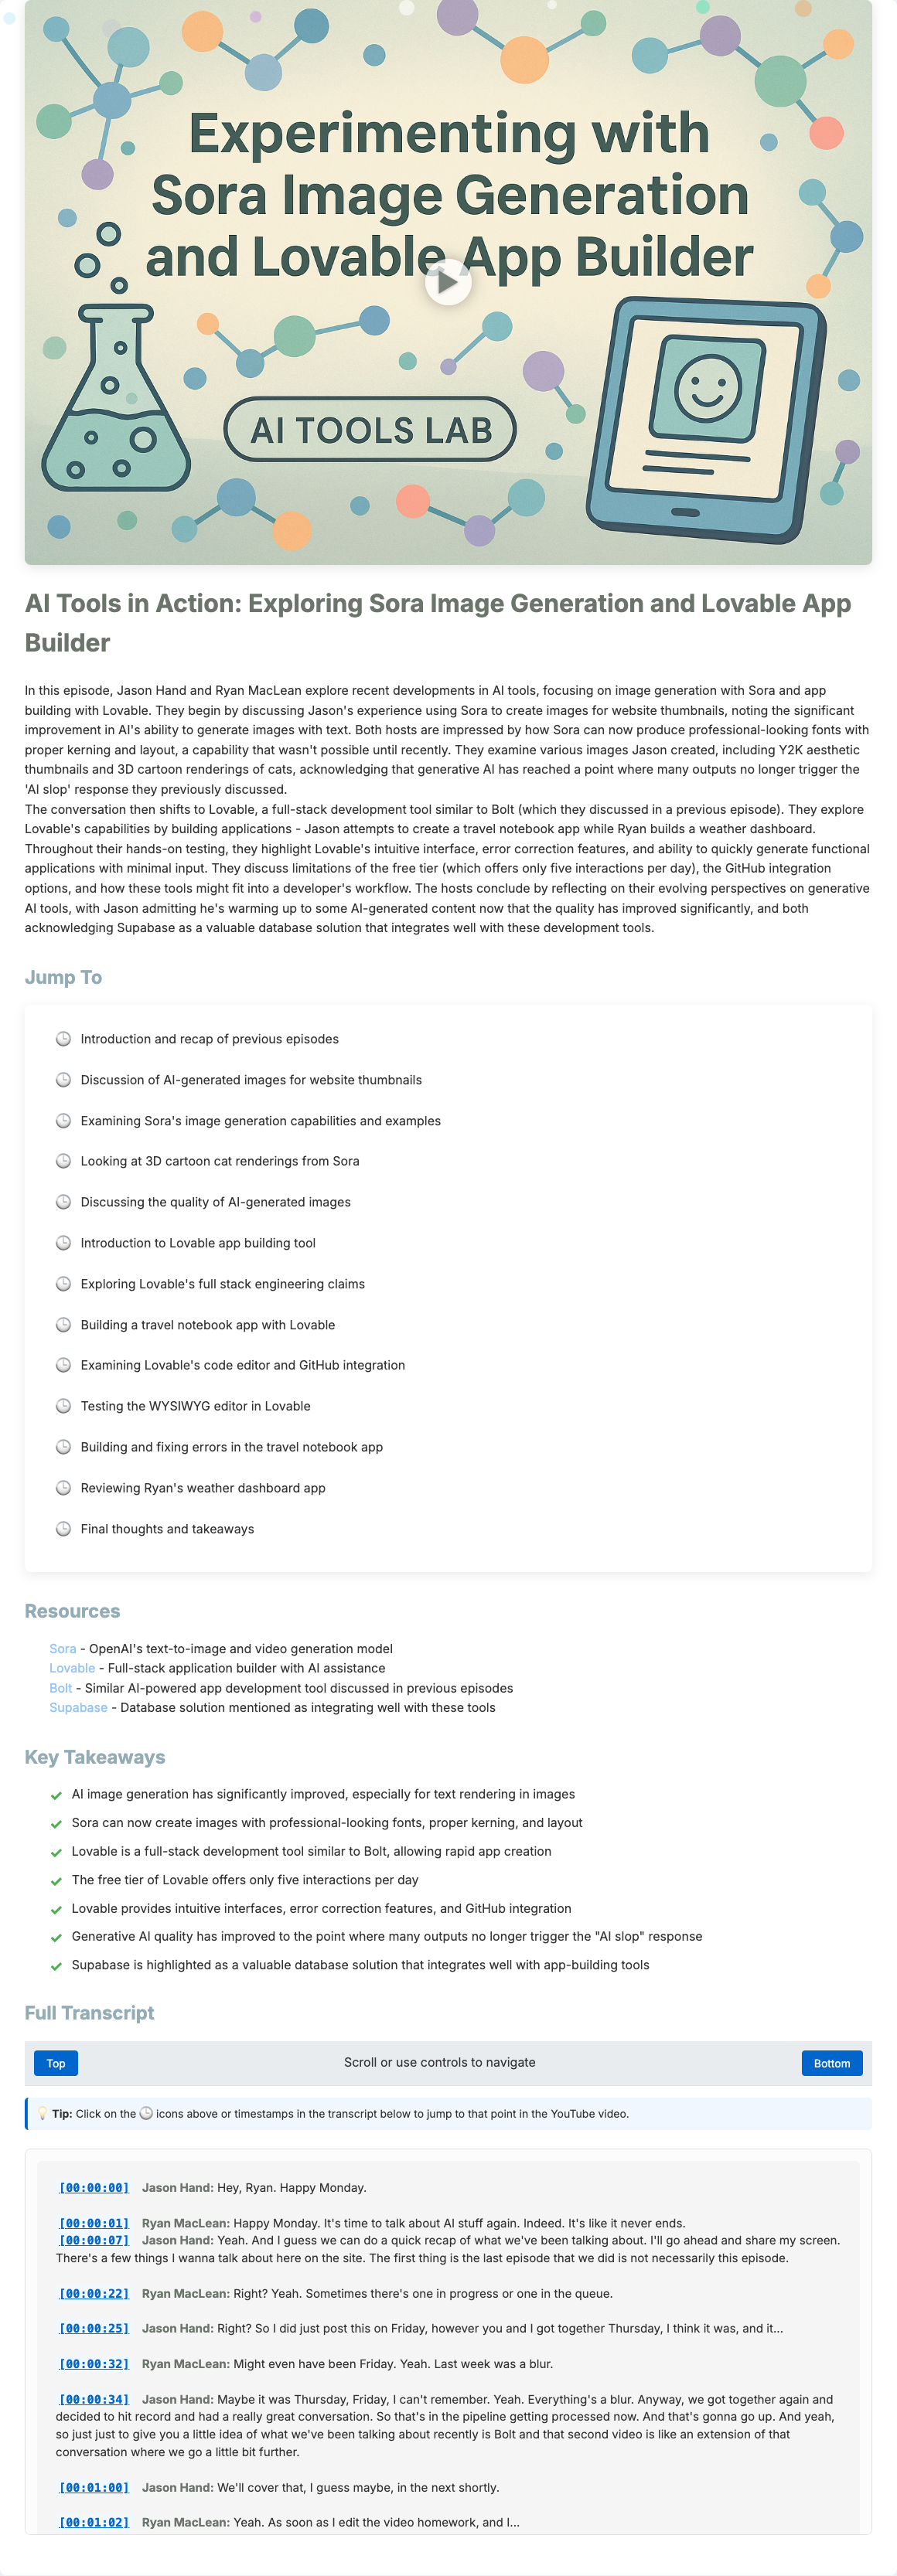 Experimenting with
Sora Image Generation
and Lovable App Builder
AI TOOLS LAB
AI Tools in Action: Exploring Sora Image Generation and Lovable App
Builder
In this episode, Jason Hand and Ryan MacLean explore recent developments in AI tools, focusing on image generation with Sora and app
building with Lovable. They begin by discussing Jason's experience using Sora to create images for website thumbnails, noting the significant
improvement in AI's ability to generate images with text. Both hosts are impressed by how Sora can now produce professional-looking fonts with
proper kerning and layout, a capability that wasn't possible until recently. They examine various images Jason created, including Y2K aesthetic
thumbnails and 3D cartoon renderings of cats, acknowledging that generative AI has reached a point where many outputs no longer trigger the
'AI slop' response they previously discussed.
The conversation then shifts to Lovable, a full-stack development tool similar to Bolt (which they discussed in a previous episode). They explore
Lovable's capabilities by building applications - Jason attempts to create a travel notebook app while Ryan builds a weather dashboard.
Throughout their hands-on testing, they highlight Lovable's intuitive interface, error correction features, and ability to quickly generate functional
applications with minimal input. They discuss limitations of the free tier (which offers only five interactions per day), the GitHub integration
options, and how these tools might fit into a developer's workflow. The hosts conclude by reflecting on their evolving perspectives on generative
AI tools, with Jason admitting he's warming up to some AI-generated content now that the quality has improved significantly, and both
acknowledging Supabase as a valuable database solution that integrates well with these development tools.
Jump To
Introduction and recap of previous episodes
Discussion of AI-generated images for website thumbnails
Examining Sora's image generation capabilities and examples
Looking at 3D cartoon cat renderings from Sora
Discussing the quality of AI-generated images
Introduction to Lovable app building tool
Exploring Lovable's full stack engineering claims
Building a travel notebook app with Lovable
Examining Lovable's code editor and GitHub integration
Testing the WYSIWYG editor in Lovable
Building and fixing errors in the travel notebook app
Reviewing Ryan's weather dashboard app
Final thoughts and takeaways
Resources
Sora - OpenAI's text-to-image and video generation model
Lovable - Full-stack application builder with AI assistance
Bolt - Similar AI-powered app development tool discussed in previous episodes
Supabase - Database solution mentioned as integrating well with these tools
Key Takeaways
AI image generation has significantly improved, especially for text rendering in images
Sora can now create images with professional-looking fonts, proper kerning, and layout
Lovable is a full-stack development tool similar to Bolt, allowing rapid app creation
The free tier of Lovable offers only five interactions per day
Lovable provides intuitive interfaces, error correction features, and GitHub integration
Generative AI quality has improved to the point where many outputs no longer trigger the "AI slop" response
Supabase is highlighted as a valuable database solution that integrates well with app-building tools
Full Transcript
Top Scroll or use controls to navigate Bottom
Tip: Click on the 🕒 icons above or timestamps in the transcript below to jump to that point in the YouTube video.
[00:00:00] Jason Hand: Hey, Ryan. Happy Monday.
[00:00:01] Ryan MacLean: Happy Monday. It's time to talk about AI stuff again. Indeed. It's like it never ends.
[00:00:07] Jason Hand: Yeah. And I guess we can do a quick recap of what we've been talking about. I'll go ahead and share my screen.
There's a few things I wanna talk about here on the site. The first thing is the last episode that we did is not necessarily this episode.
[00:00:22] Ryan MacLean: Right? Yeah. Sometimes there's one in progress or one in the queue.
[00:00:25] Jason Hand: Right? So I did just post this on Friday, however you and I got together Thursday, I think it was, and it...
[00:00:32] Ryan MacLean: Might even have been Friday. Yeah. Last week was a blur.
[00:00:34] Jason Hand: Maybe it was Thursday, Friday, I can't remember. Yeah. Everything's a blur. Anyway, we got together again and
decided to hit record and had a really great conversation. So that's in the pipeline getting processed now. And that's gonna go up. And yeah,
so just just to give you a little idea of what we've been talking about recently is Bolt and that second video is like an extension of that
conversation where we go a little bit further.
[00:01:00] Jason Hand: We'll cover that, I guess maybe, in the next shortly.
[00:01:02] Ryan MacLean: Yeah. As soon as I edit the video homework, and I...